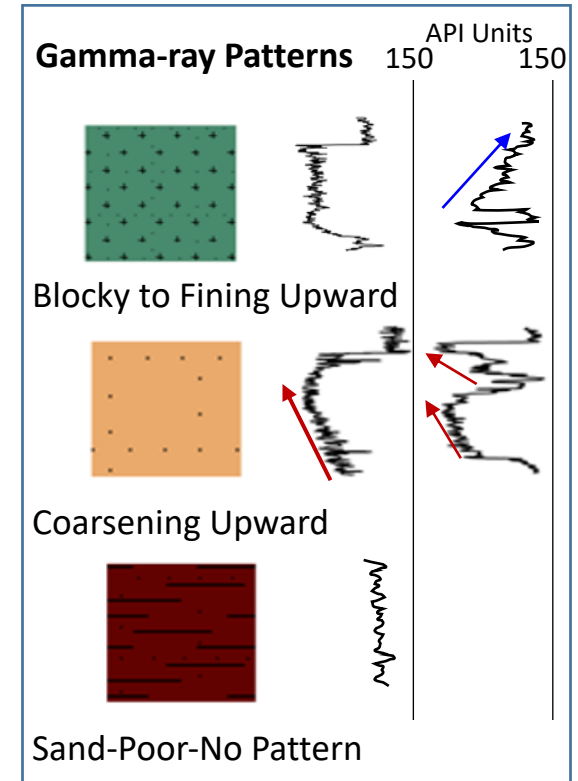 API Units
Gamma-ray Patterns 150 150
Blocky to Fining Upward
Coarsening Upward
Sand-Poor-No Pattern